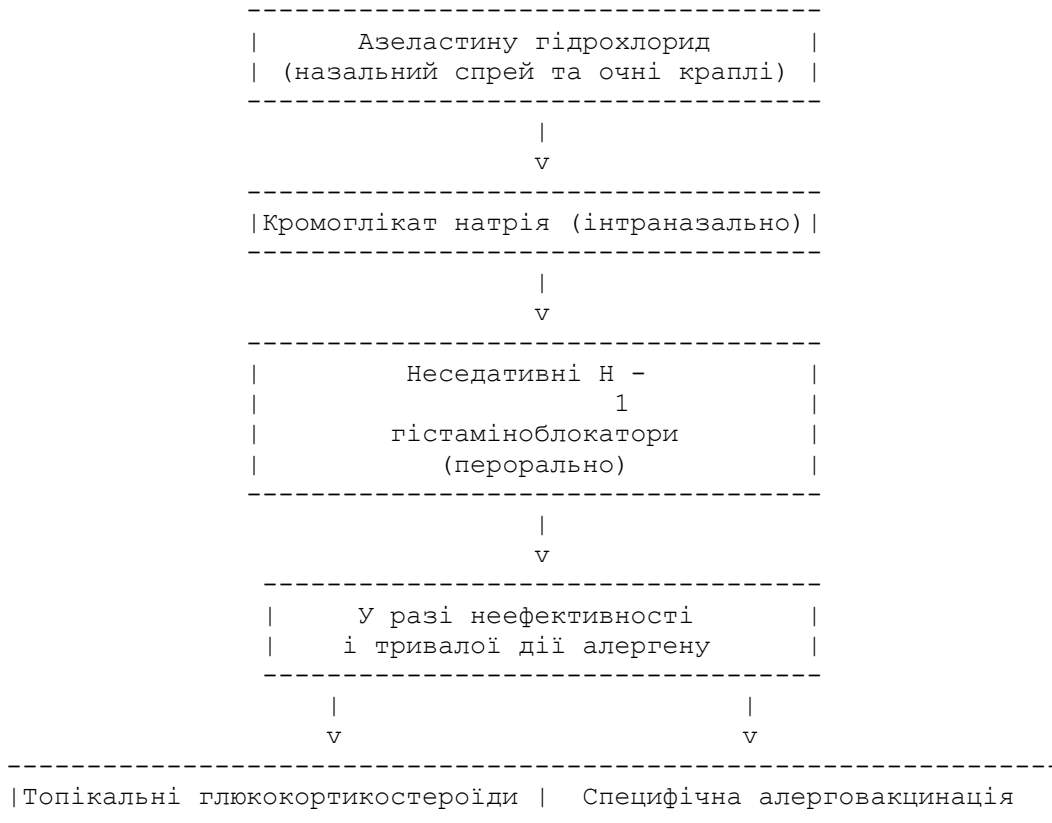 Азеластину гідрохлорид
(назальний спрей та очні краплі)
Кромоглікат натрія (інтраназально)
Неседативні H -
1
гістаміноблокатори
(перорально)
У разі неефективності
і тривалої дії алергену
Топікальні глюкокортикостероїди | Специфічна алерговакцинація